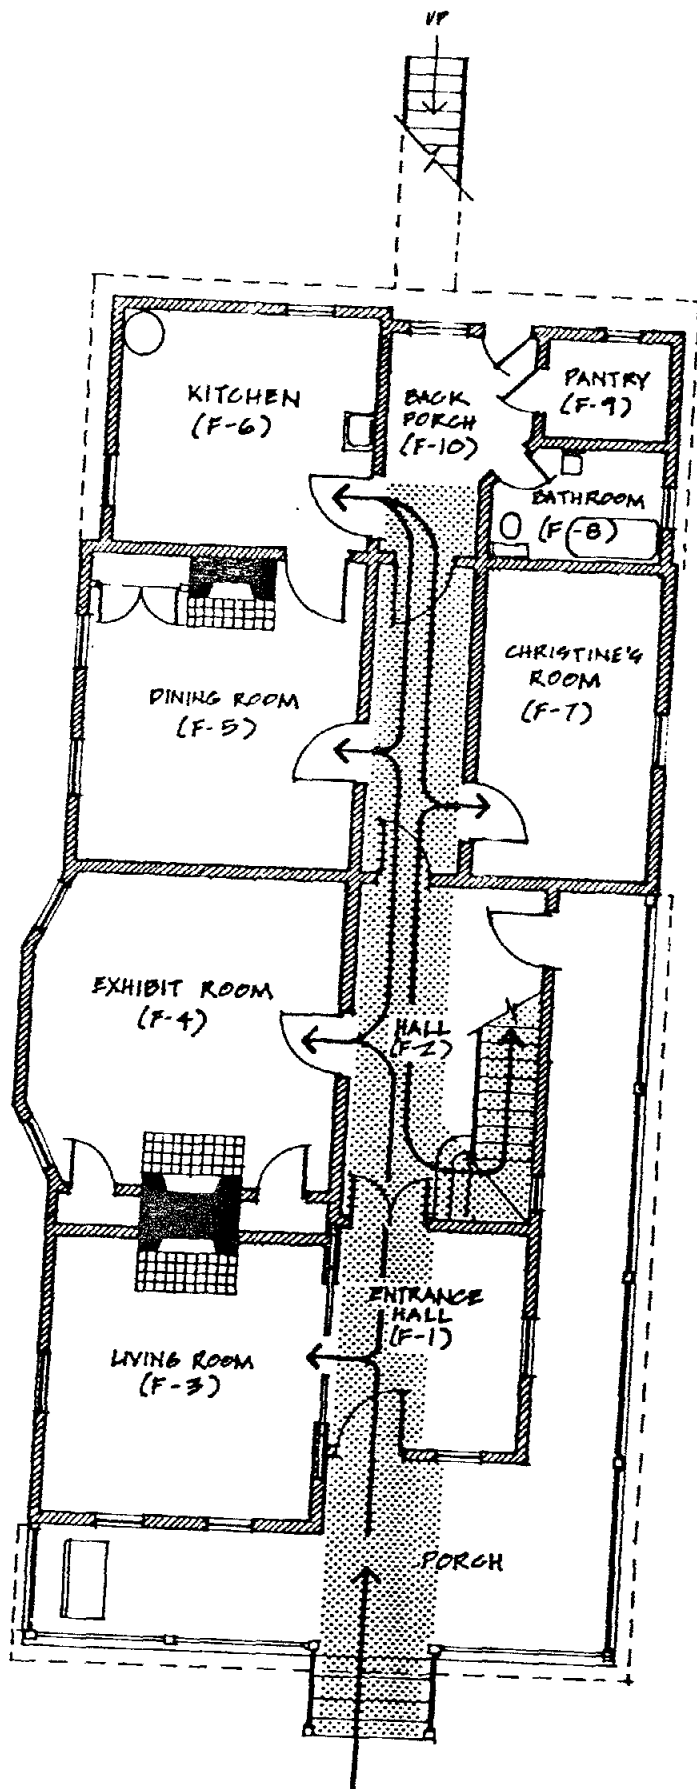 UP
KITCHEN
(F-6)
BACK
PORCH
(F-10)
PANTRY
(F-9)
BATHROOM
(F-8)
CHRISTINE'S
ROOM
(F-7)
DINING ROOM
(F-5)
EXHIBIT ROOM
(F-4)
HALL
(F-2)
ENTRANCE
HALL
(F-1)
LIVING ROOM
(F-3)
PORCH